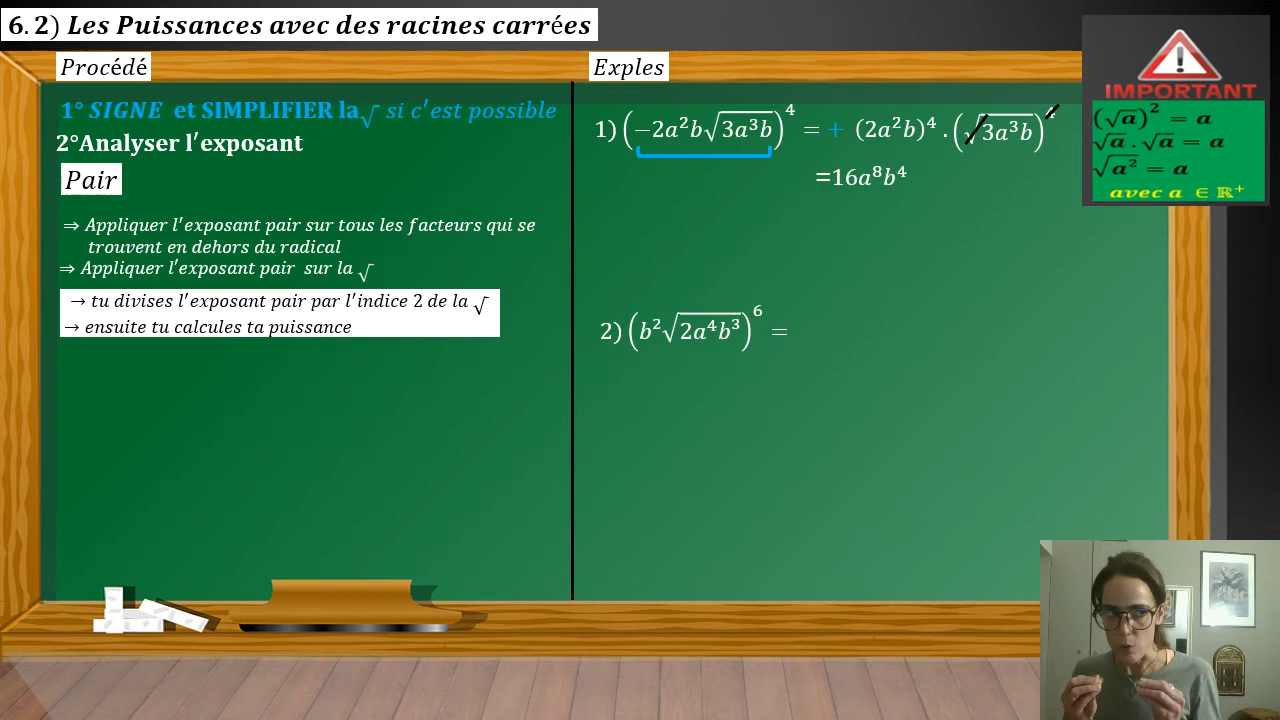 6.2) Les Puissances avec des racines carrées
Procédé
1° SIGNE et SIMPLIFIER la √ si c'est possible
2°Analyser l'exposant
Pair
⇒ Appliquer l'exposant pair sur tous les facteurs qui se
trouvent en dehors du radical
⇒ Appliquer l'exposant pair sur la √
→ tu divises l'exposant pair par l'indice 2 de la √
→ ensuite tu calcules ta puissance
Exples
1) (−2a²b√(3a³b))⁴ = + (2a²b)⁴ . (√(3a³b))⁴
=16a⁸b⁴
2) (b²√(2a⁴b³))⁶ =
IMPORTANT
(√a)² = a
√a . √a = a
√(a²) = a
avec a ∈ ℝ⁺